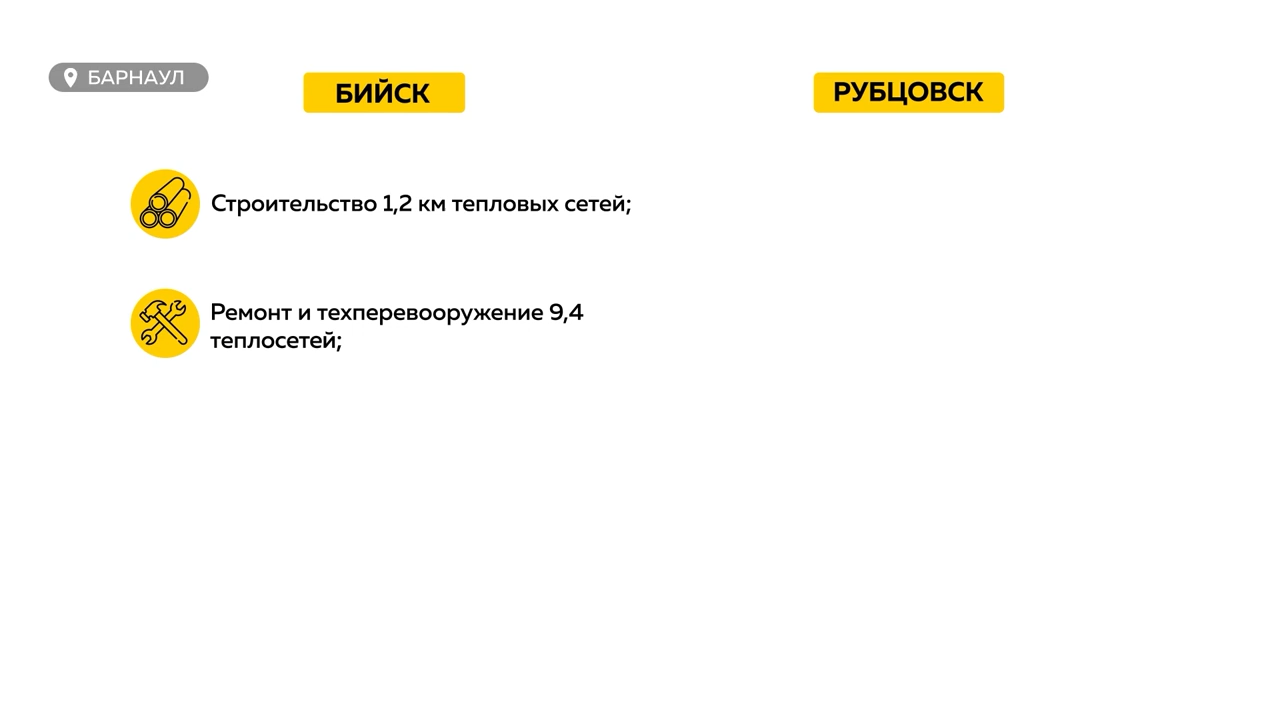 БАРНАУЛ
БИЙСК
РУБЦОВСК
Строительство 1,2 км тепловых сетей;
Ремонт и техперевооружение 9,4
теплосетей;